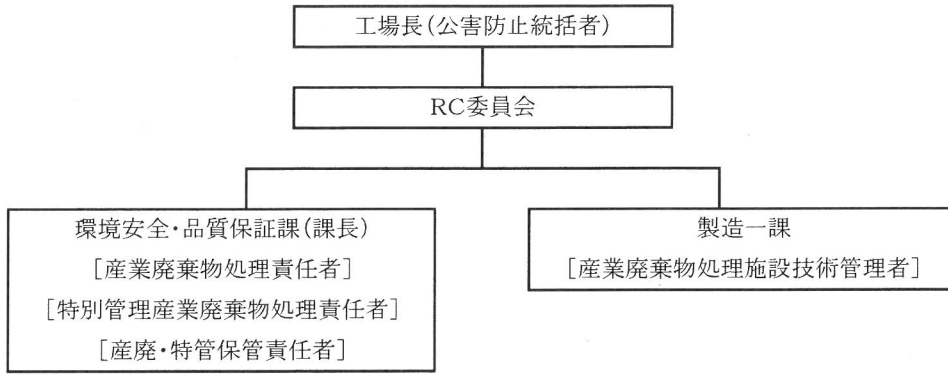 工場長(公害防止統括者)
RC委員会
環境安全・品質保証課(課長)
[産業廃棄物処理責任者]
[特別管理産業廃棄物処理責任者]
[産廃・特管保管責任者]
製造一課
[産業廃棄物処理施設技術管理者]